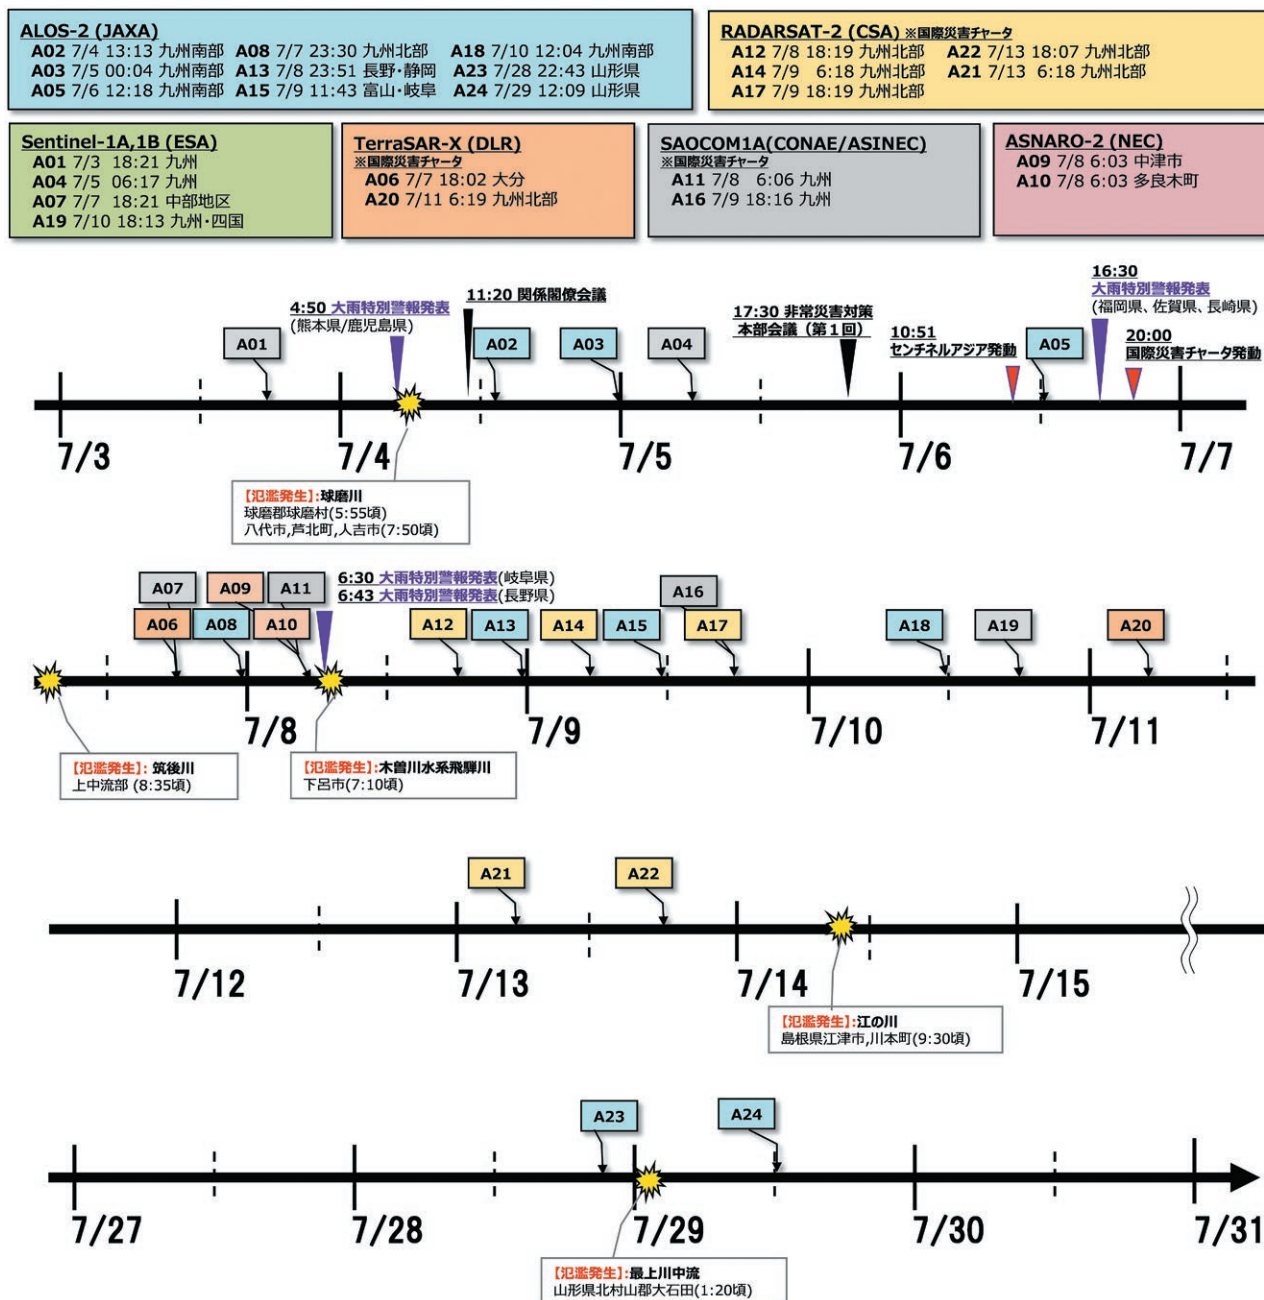 ALOS-2 (JAXA)
A02 7/4 13:13 九州南部 A08 7/7 23:30 九州北部 A18 7/10 12:04 九州南部
A03 7/5 00:04 九州南部 A13 7/8 23:51 長野・静岡 A23 7/28 22:43 山形県
A05 7/6 12:18 九州南部 A15 7/9 11:43 富山・岐阜 A24 7/29 12:09 山形県
RADARSAT-2 (CSA) ※国際災害チャータ
A12 7/8 18:19 九州北部 A22 7/13 18:07 九州北部
A14 7/9 6:18 九州北部 A21 7/13 6:18 九州北部
A17 7/9 18:19 九州北部
Sentinel-1A,1B (ESA)
A01 7/3 18:21 九州
A04 7/5 06:17 九州
A07 7/7 18:21 中部地区
A19 7/10 18:13 九州・四国
TerraSAR-X (DLR)
※国際災害チャータ
A06 7/7 18:02 大分
A20 7/11 6:19 九州北部
SAOCOM1A(CONAE/ASINEC)
※国際災害チャータ
A11 7/8 6:06 九州
A16 7/9 18:16 九州
ASNARO-2 (NEC)
A09 7/8 6:03 中津市
A10 7/8 6:03 多良木町
4:50 大雨特別警報発表
(熊本県/鹿児島県)
11:20 関係閣僚会議
17:30 非常災害対策
本部会議（第１回）
10:51
センチネルアジア発動
16:30
大雨特別警報発表
(福岡県、佐賀県、長崎県)
20:00
国際災害チャータ発動
A01
A02
A03
A04
A05
7/3
7/4
7/5
7/6
7/7
【氾濫発生】:球磨川
球磨郡球磨村(5:55頃)
八代市,芦北町,人吉市(7:50頃)
6:30 大雨特別警報発表(岐阜県)
6:43 大雨特別警報発表(長野県)
A07
A09
A11
A16
A06
A08
A10
A12
A13
A14
A15
A17
A18
A19
A20
7/8
7/9
7/10
7/11
【氾濫発生】: 筑後川
上中流部 (8:35頃)
【氾濫発生】:木曽川水系飛騨川
下呂市(7:10頃)
A21
A22
7/12
7/13
7/14
7/15
【氾濫発生】:江の川
島根県江津市,川本町(9:30頃)
A23
A24
7/27
7/28
7/29
7/30
7/31
【氾濫発生】:最上川中流
山形県北村山郡大石田(1:20頃)